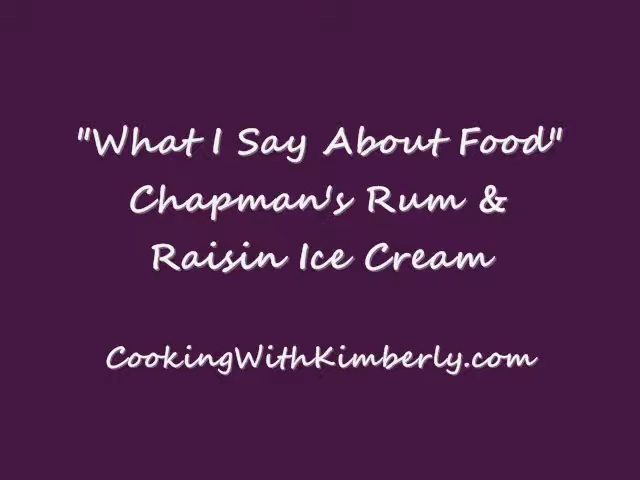 "What I Say About Food"
Chapman's Rum &
Raisin Ice Cream
CookingWithKimberly.com